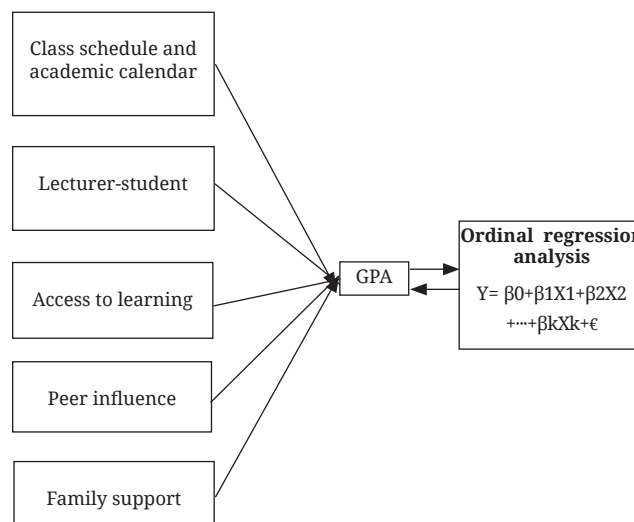 Class schedule and
academic calendar
Lecturer-student
Access to learning
Peer influence
Family support
GPA
Ordinal regression
analysis
Y= β0+β1X1+β2X2
+···+βkXk+€